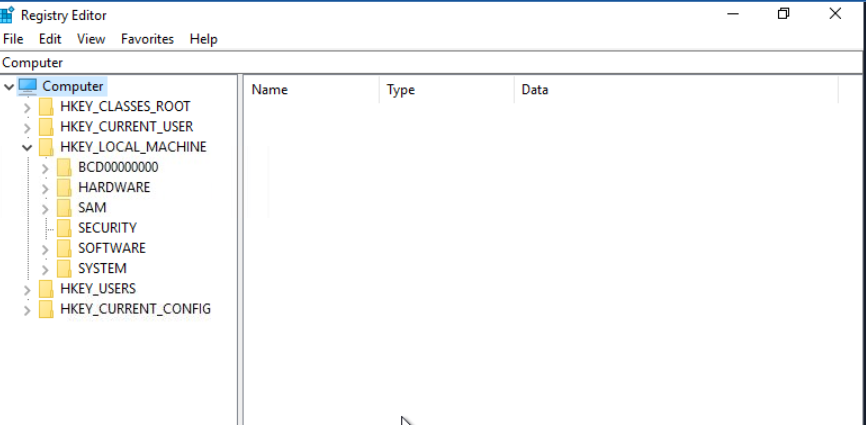 Registry Editor
File Edit View Favorites Help
Computer
Computer
HKEY_CLASSES_ROOT
HKEY_CURRENT_USER
HKEY_LOCAL_MACHINE
BCD00000000
HARDWARE
SAM
SECURITY
SOFTWARE
SYSTEM
HKEY_USERS
HKEY_CURRENT_CONFIG
Name Type Data